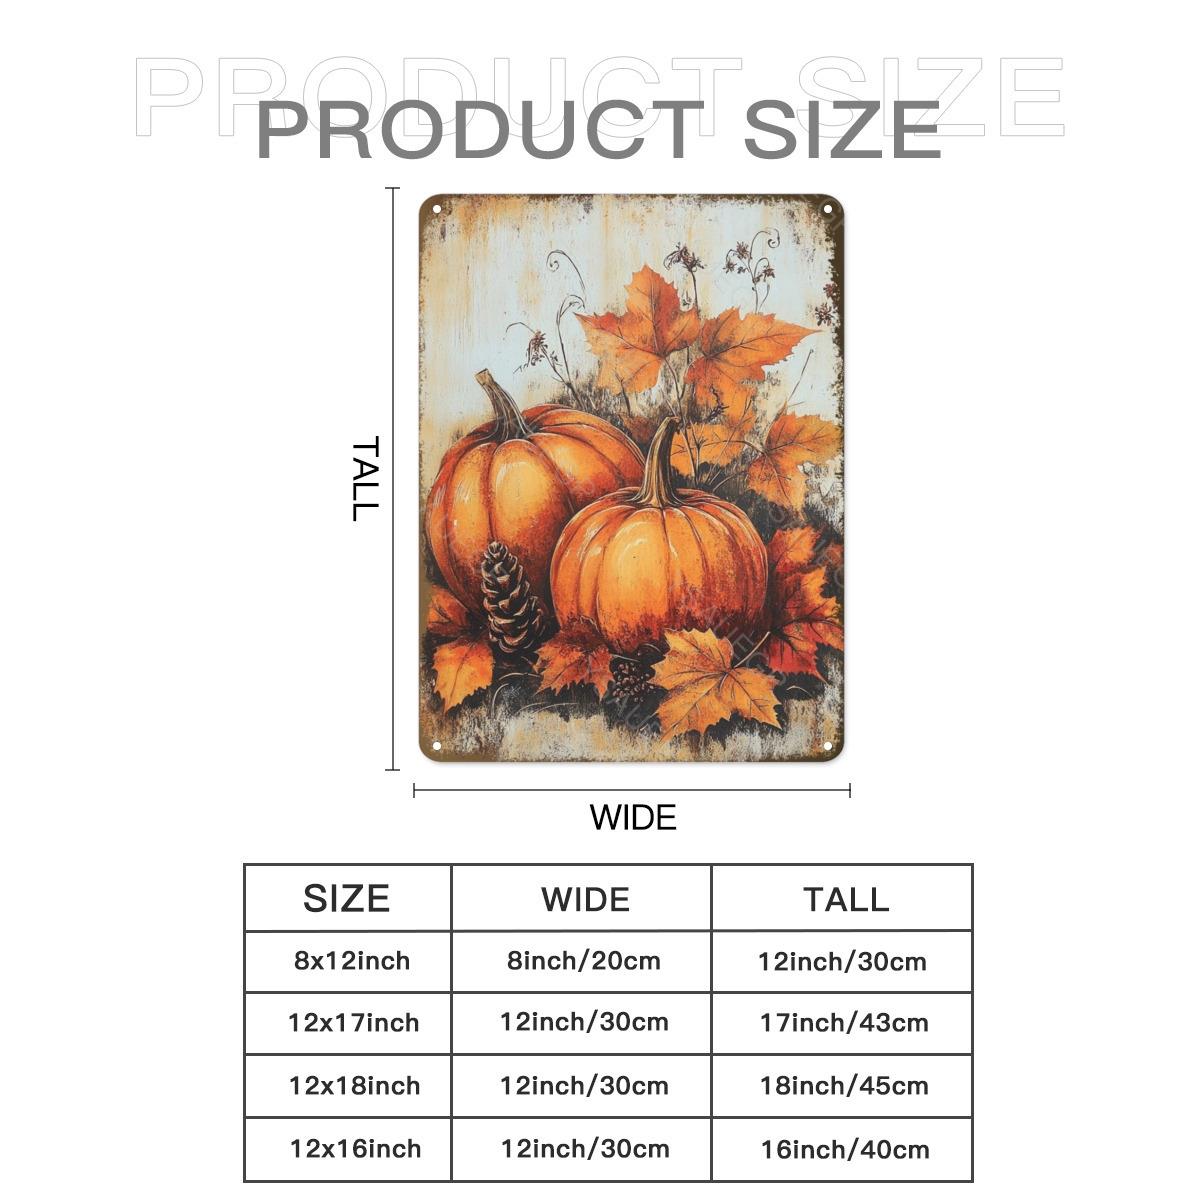 PRODUCT SIZE
PRODUCT SIZE
TALL
WIDE
SIZE WIDE TALL
8x12inch 8inch/20cm 12inch/30cm
12x17inch 12inch/30cm 17inch/43cm
12x18inch 12inch/30cm 18inch/45cm
12x16inch 12inch/30cm 16inch/40cm